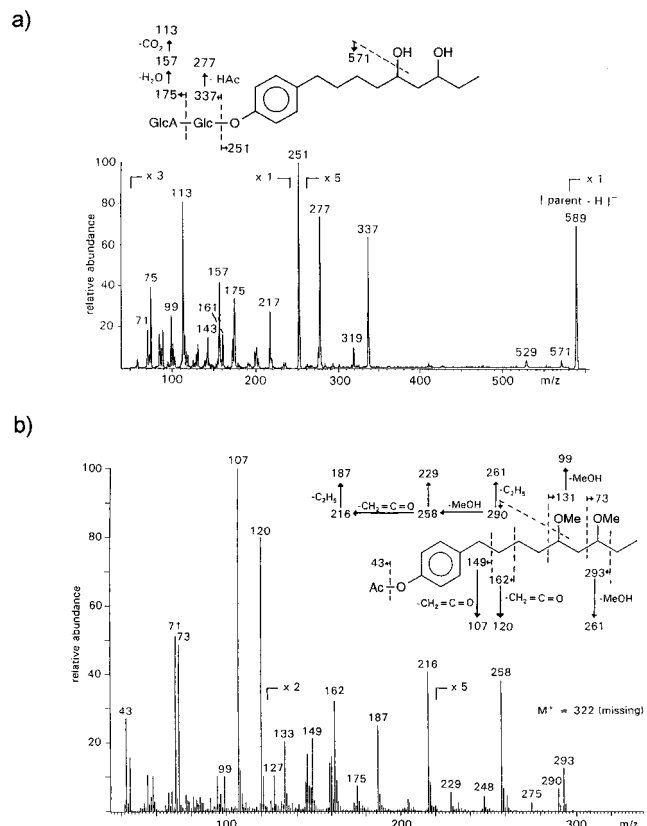 a)
113
-CO₂
157 277
-H₂O - HAc
175 337
571
OH OH
GlcA Glc O
251
100
80
60
40
20
relative abundance
x 3
x 1
x 5
x 1
[ parent - H ]⁻
251
589
113
277
337
75
157
175
161
217
99
71
143
319
529
571
100 200 300 400 500 m/z
b)
187 229 261 99
-C₂H₅ -C₂H₅ -MeOH
-CH₂=C=O -MeOH 131 73
216 258 290
OMe OMe
43 149
Ac O
162 293
-CH₂=C=O -CH₂=C=O -MeOH
107 120 261
100
80
60
40
20
relative abundance
107
120
71
73
x 2
x 5
216
258
M⁺ = 322 (missing)
43
162
187
133
149
99
127
175
229
248
275
290
293
100 200 300 m/z